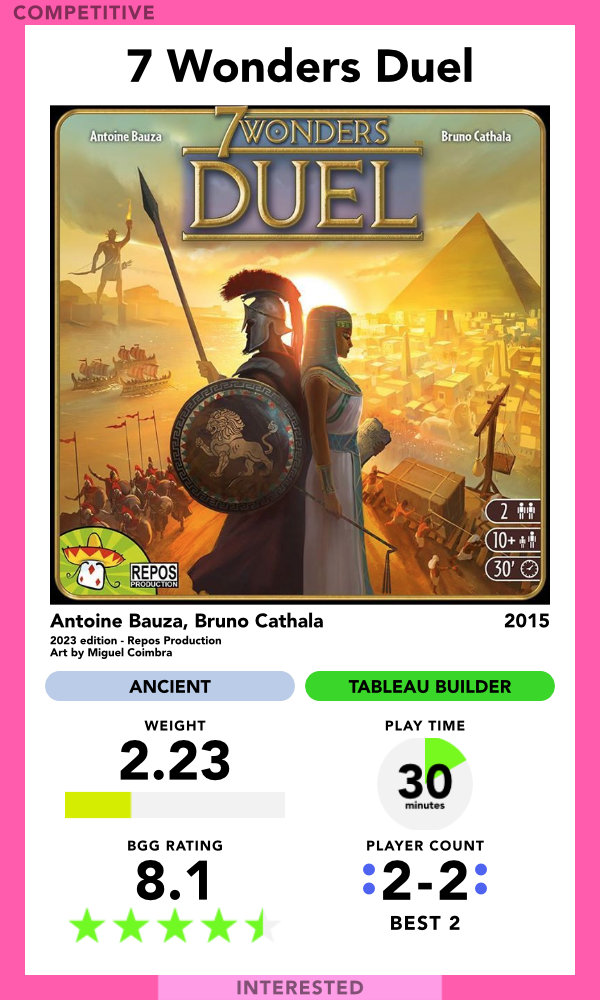 COMPETITIVE
7 Wonders Duel
Antoine Bauza
7 WONDERS
Bruno Cathala
DUEL
2
10+
30'
REPOS
PRODUCTION
Antoine Bauza, Bruno Cathala
2015
2023 edition - Repos Production
Art by Miguel Coimbra
ANCIENT
TABLEAU BUILDER
WEIGHT
2.23
PLAY TIME
30
minutes
BGG RATING
8.1
PLAYER COUNT
2-2
BEST 2
INTERESTED